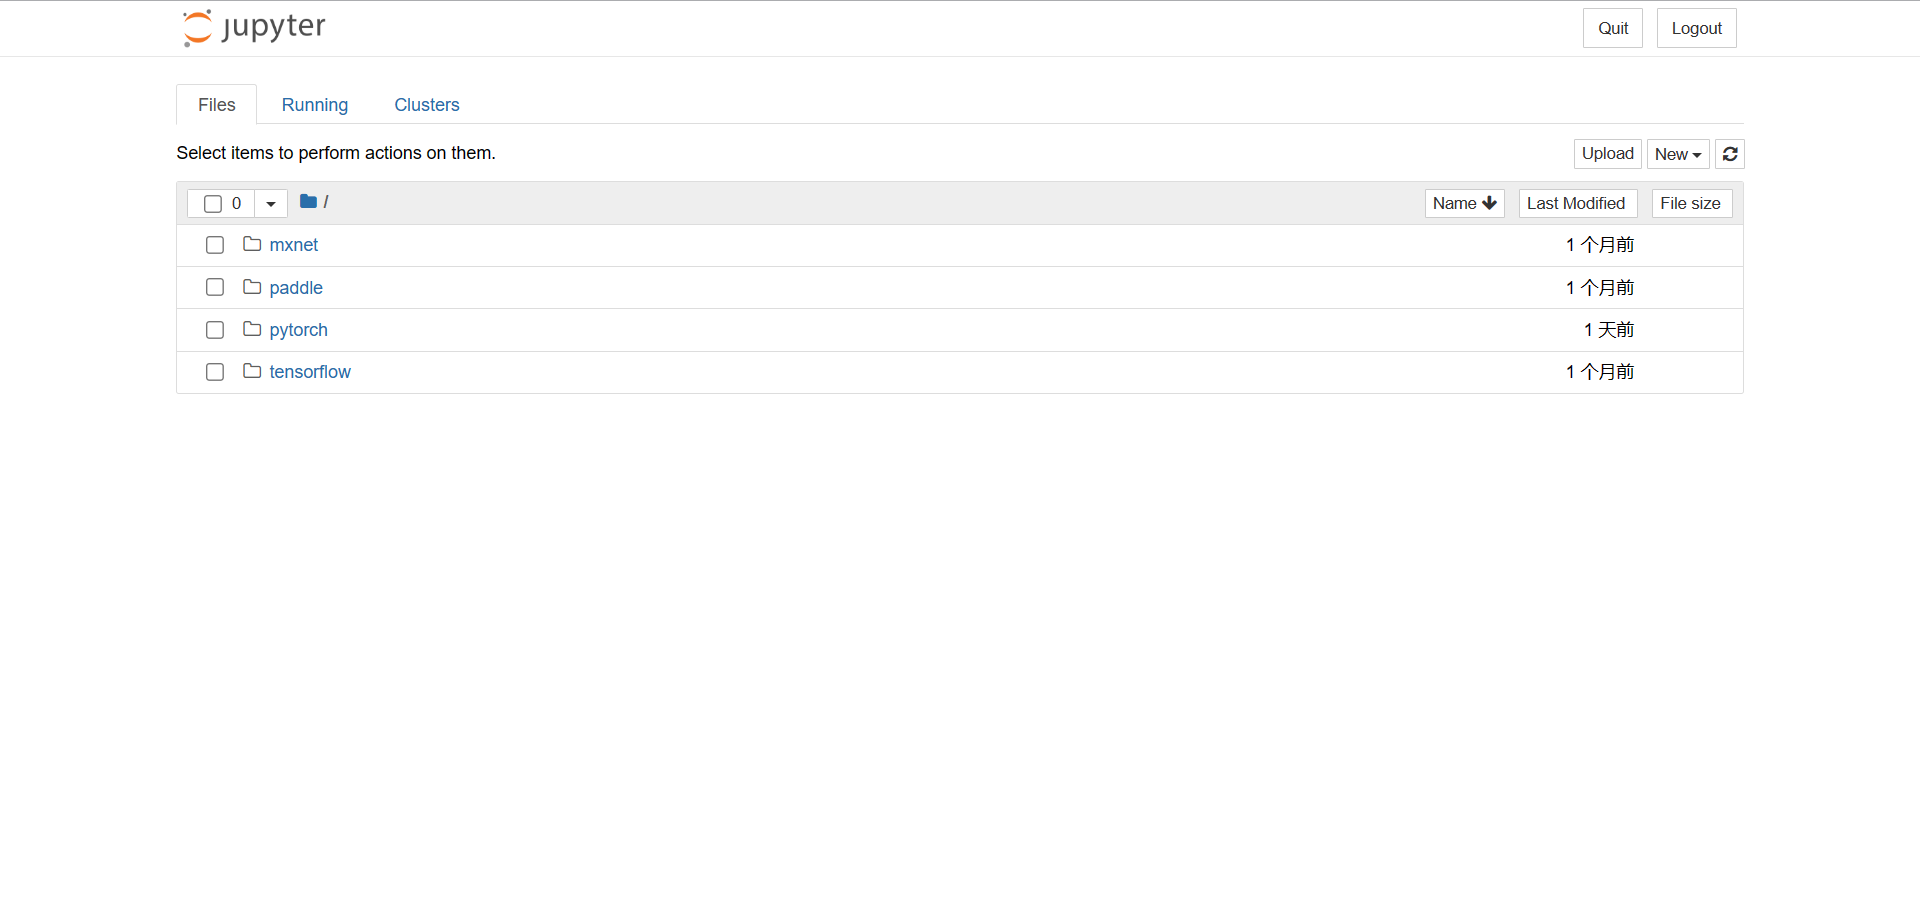 jupyter Quit Logout
Files Running Clusters
Select items to perform actions on them. Upload New
0 / Name Last Modified File size
mxnet 1 个月前
paddle 1 个月前
pytorch 1 天前
tensorflow 1 个月前